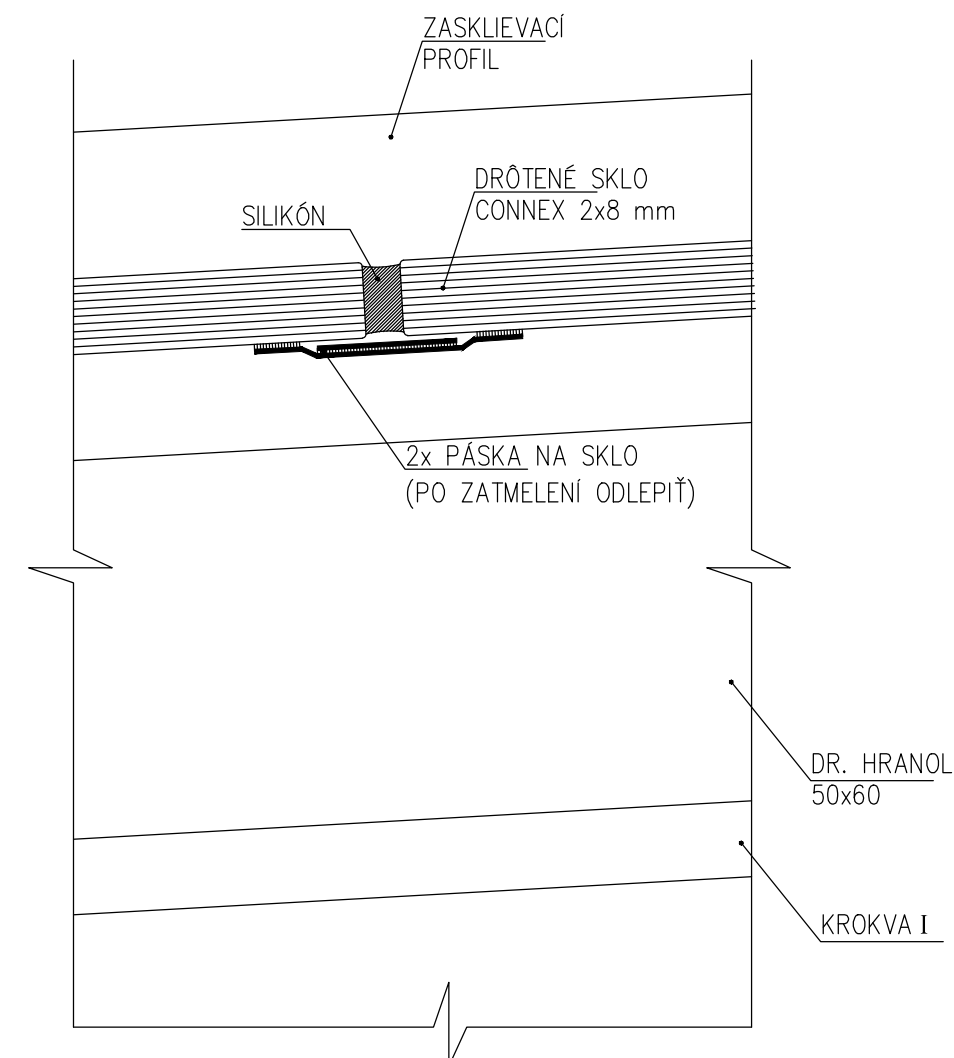 ZASKLIEVACÍ
PROFIL
DRÔTENÉ SKLO
CONNEX 2x8 mm
SILIKÓN
2x PÁSKA NA SKLO
(PO ZATMELENÍ ODLEPIŤ)
DR. HRANOL
50x60
KROKVA I